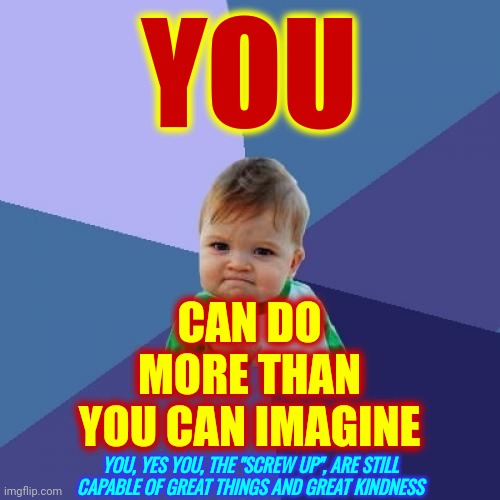 YOU
CAN DO
MORE THAN
YOU CAN IMAGINE
YOU, YES YOU, THE "SCREW UP", ARE STILL
CAPABLE OF GREAT THINGS AND GREAT KINDNESS
imgflip.com